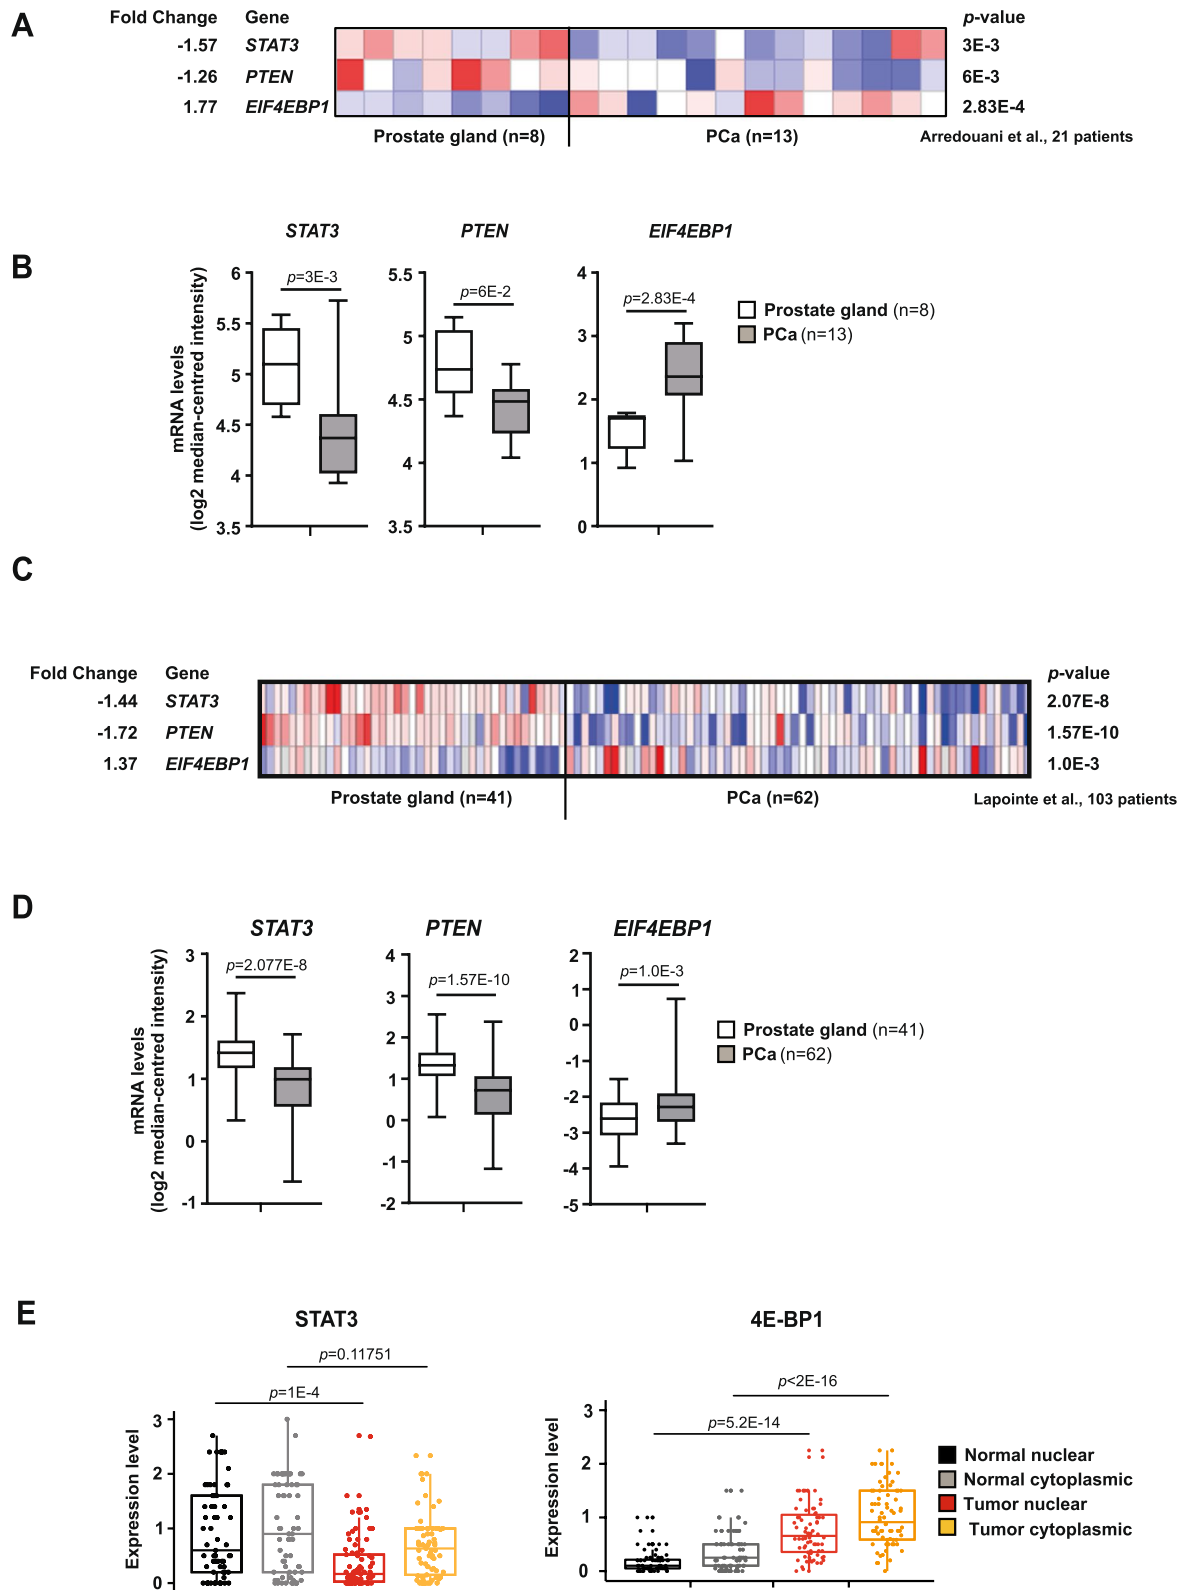 A
Fold Change Gene p-value
-1.57 STAT3 3E-3
-1.26 PTEN 6E-3
1.77 EIF4EBP1 2.83E-4
Prostate gland (n=8) PCa (n=13) Arredouani et al., 21 patients
B
STAT3 PTEN EIF4EBP1
mRNA levels
(log2 median-centred intensity)
6
5.5
5
4.5
4
3.5
p=3E-3
5.5
5
4.5
4
3.5
p=6E-2
4
3
2
1
0
p=2.83E-4
Prostate gland (n=8)
PCa (n=13)
C
Fold Change Gene p-value
-1.44 STAT3 2.07E-8
-1.72 PTEN 1.57E-10
1.37 EIF4EBP1 1.0E-3
Prostate gland (n=41) PCa (n=62) Lapointe et al., 103 patients
D
STAT3 PTEN EIF4EBP1
mRNA levels
(log2 median-centred intensity)
3
2
1
0
-1
p=2.077E-8
4
3
2
1
0
-1
-2
p=1.57E-10
2
1
0
-1
-2
-3
-4
-5
p=1.0E-3
Prostate gland (n=41)
PCa (n=62)
E
STAT3 4E-BP1
p=0.11751
p=1E-4
Expression level
3
2
1
0
p<2E-16
p=5.2E-14
Expression level
3
2
1
0
Normal nuclear
Normal cytoplasmic
Tumor nuclear
Tumor cytoplasmic